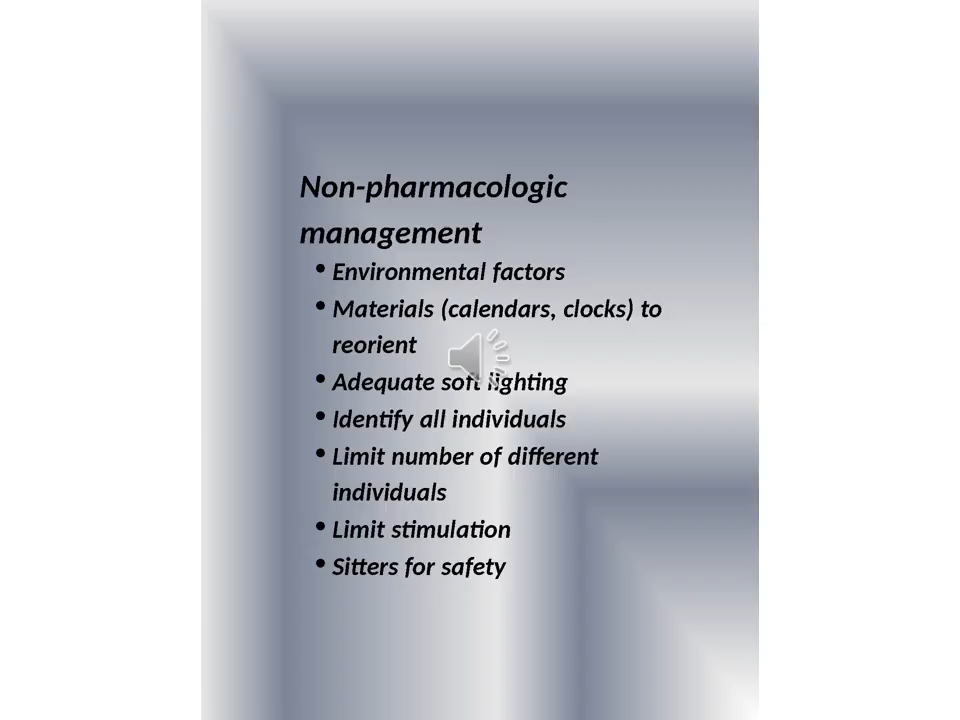 Non-pharmacologic
management
• Environmental factors
• Materials (calendars, clocks) to
reorient
• Adequate soft lighting
• Identify all individuals
• Limit number of different
individuals
• Limit stimulation
• Sitters for safety